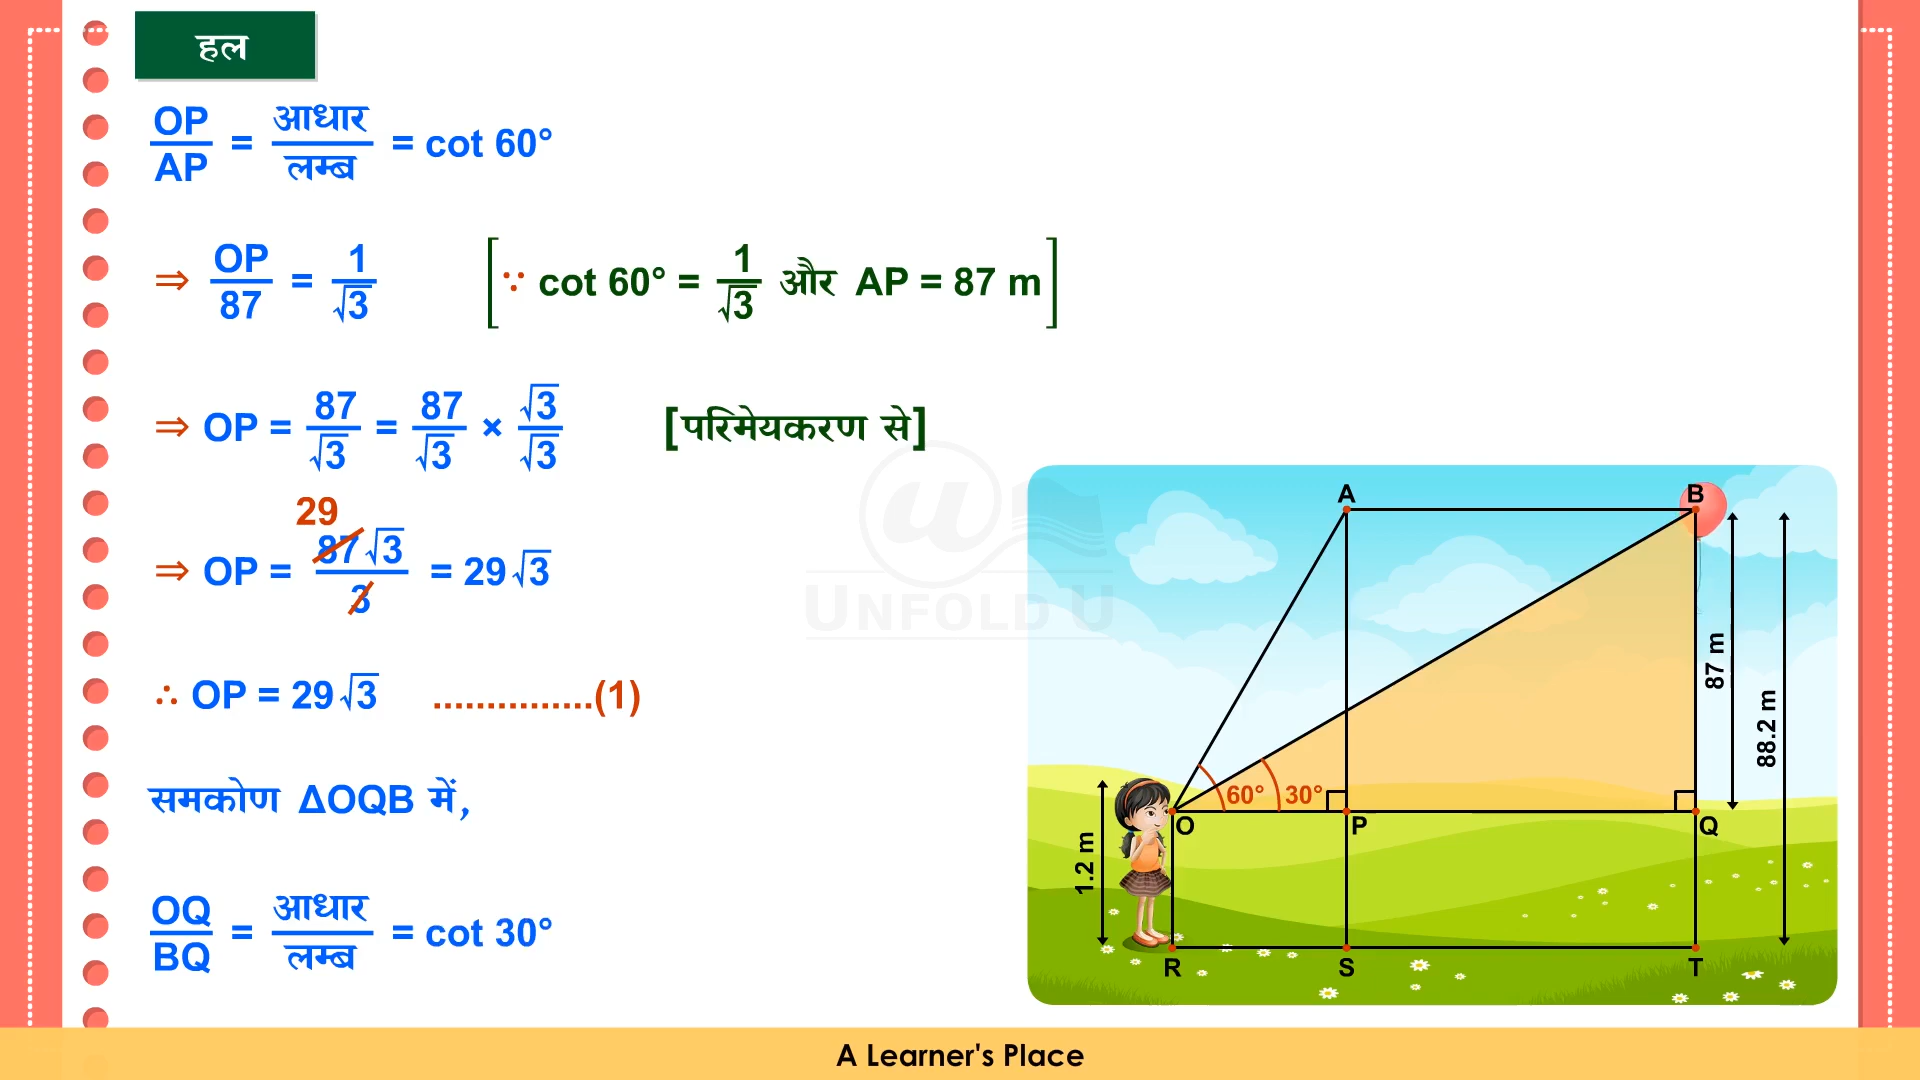 हल
OP/AP = आधार/लम्ब = cot 60°
⇒ OP/87 = 1/√3 [∵ cot 60° = 1/√3 और AP = 87 m]
⇒ OP = 87/√3 = 87/√3 × √3/√3 [परिमेयकरण से]
29
⇒ OP = 87√3/3 = 29√3
∴ OP = 29√3 ...............(1)
समकोण ΔOQB में,
OQ/BQ = आधार/लम्ब = cot 30°
UNFOLD U
A B
87 m
88.2 m
60° 30°
O P Q
1.2 m
R S T
A Learner's Place